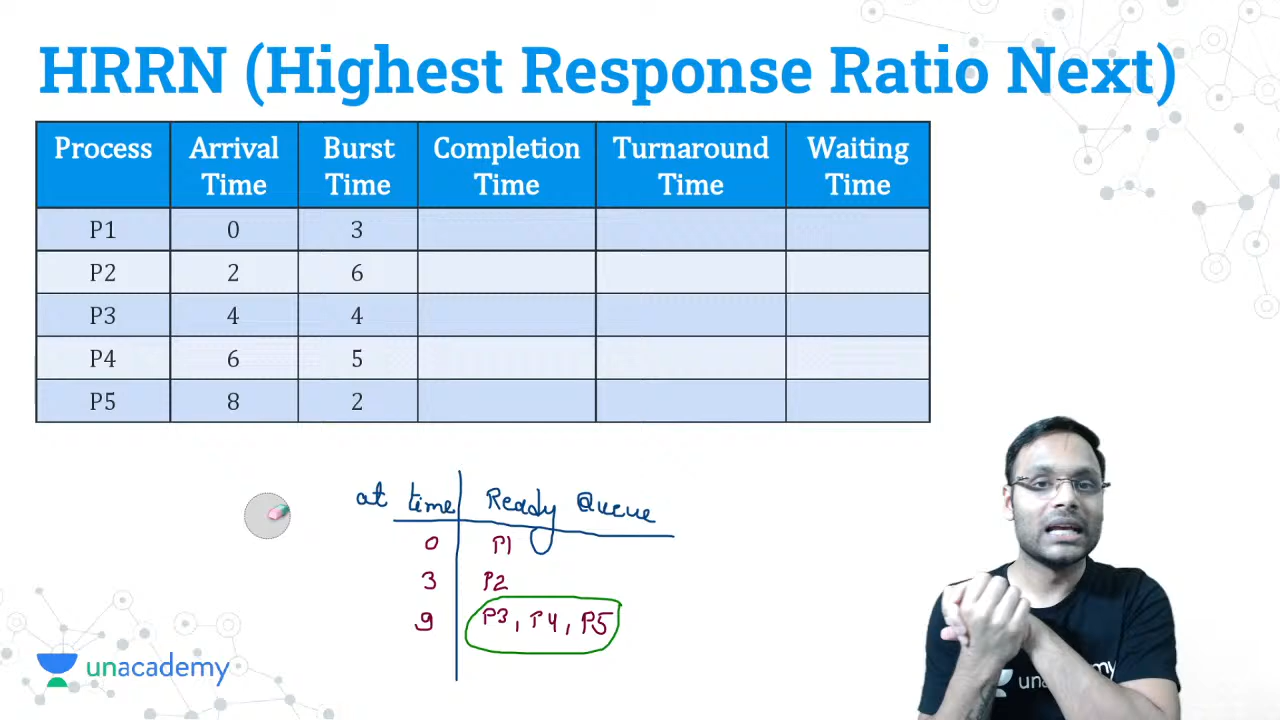 HRRN (Highest Response Ratio Next)
Process Arrival Time Burst Time Completion Time Turnaround Time Waiting Time
P1 0 3
P2 2 6
P3 4 4
P4 6 5
P5 8 2
at time Ready Queue
0 P1
3 P2
9 P3, P4, P5
unacademy
unacademy